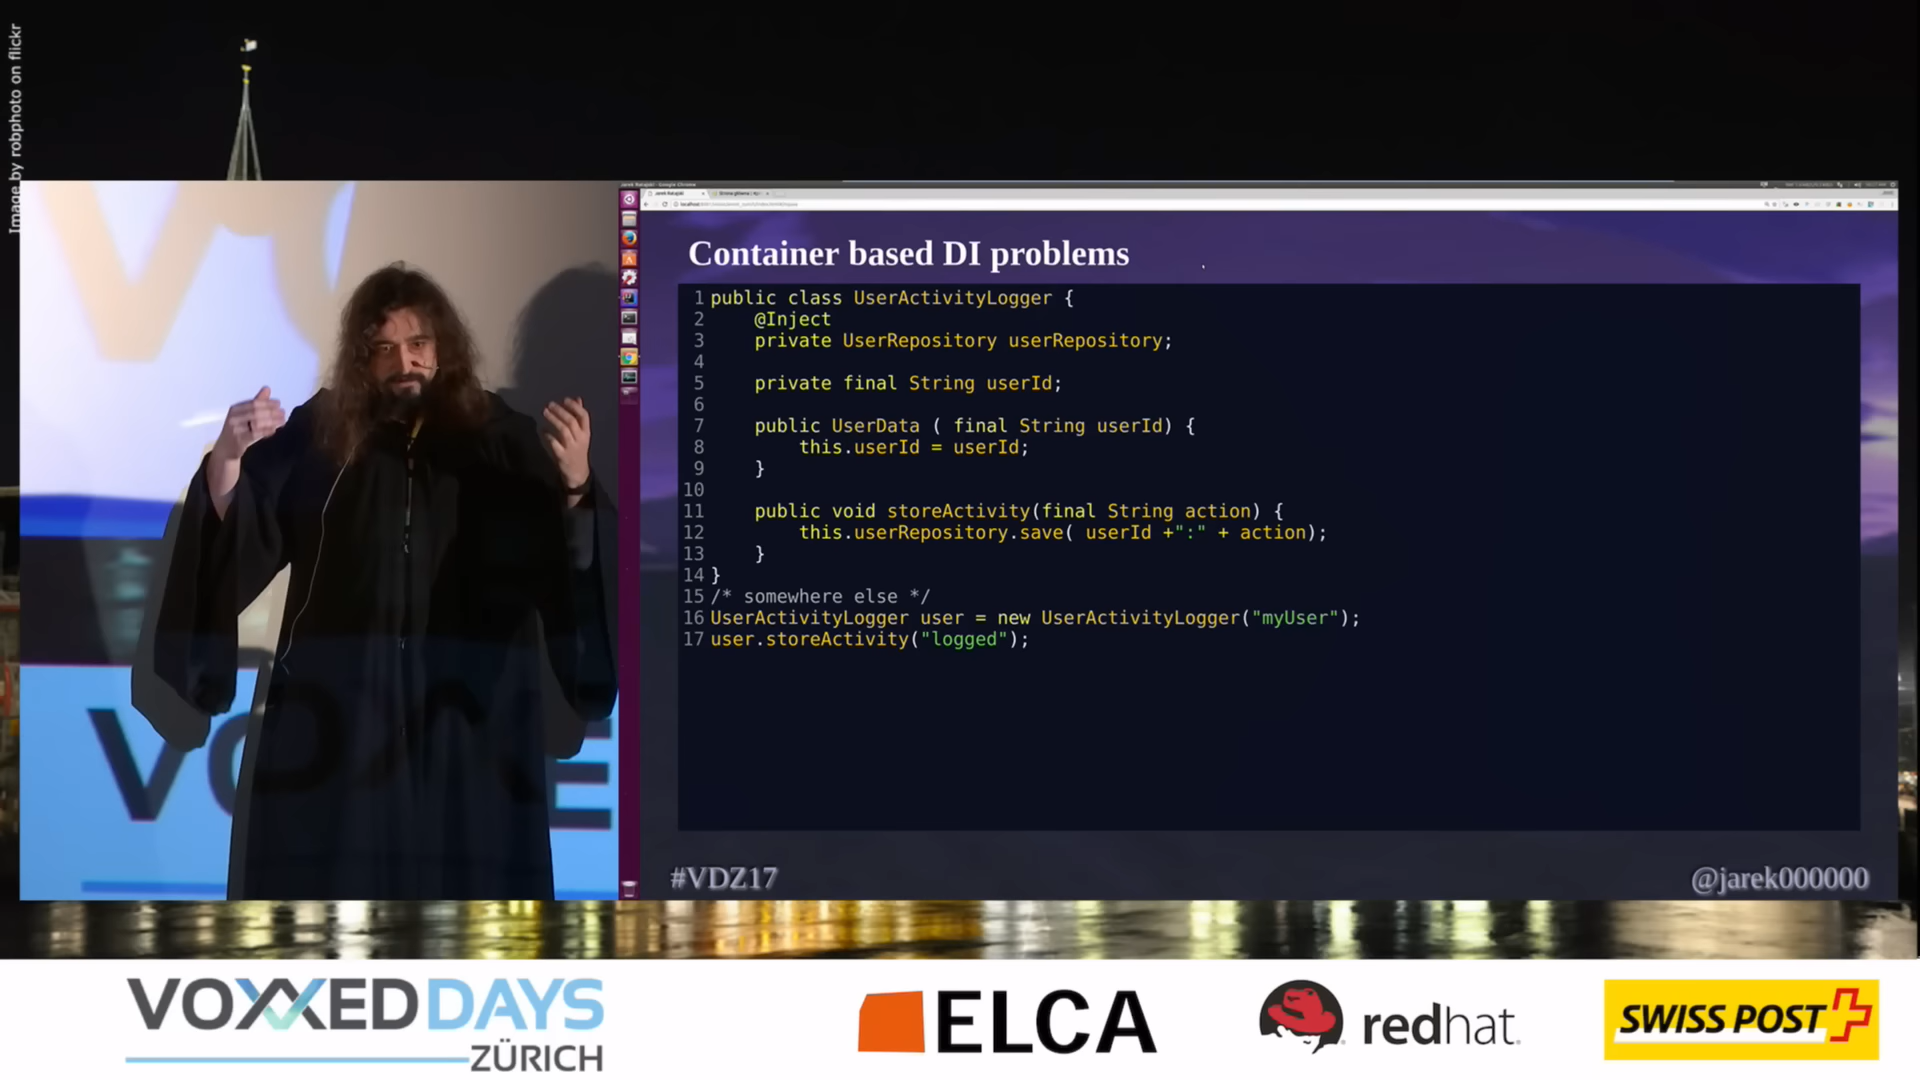 Image by robphoto on flickr
Container based DI problems
1 public class UserActivityLogger {
2     @Inject
3     private UserRepository userRepository;
4
5     private final String userId;
6
7     public UserData ( final String userId) {
8         this.userId = userId;
9     }
10
11     public void storeActivity(final String action) {
12         this.userRepository.save( userId +":" + action);
13     }
14 }
15 /* somewhere else */
16 UserActivityLogger user = new UserActivityLogger("myUser");
17 user.storeActivity("logged");
#VDZ17
@jarek000000
VOXXED DAYS
ZÜRICH
ELCA
redhat.
SWISS POST